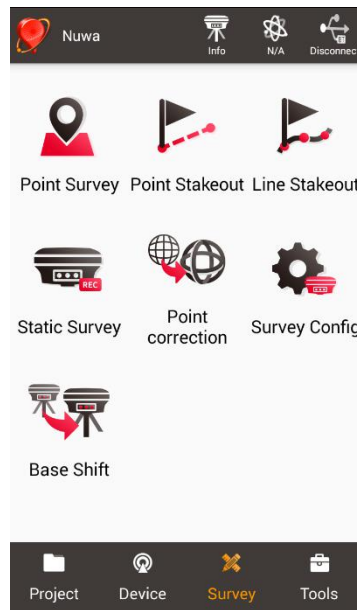 Nuwa
Info
N/A
Disconnec
Point Survey
Point Stakeout
Line Stakeout
REC
Static Survey
Point
correction
Survey Config
Base Shift
Project
Device
Survey
Tools